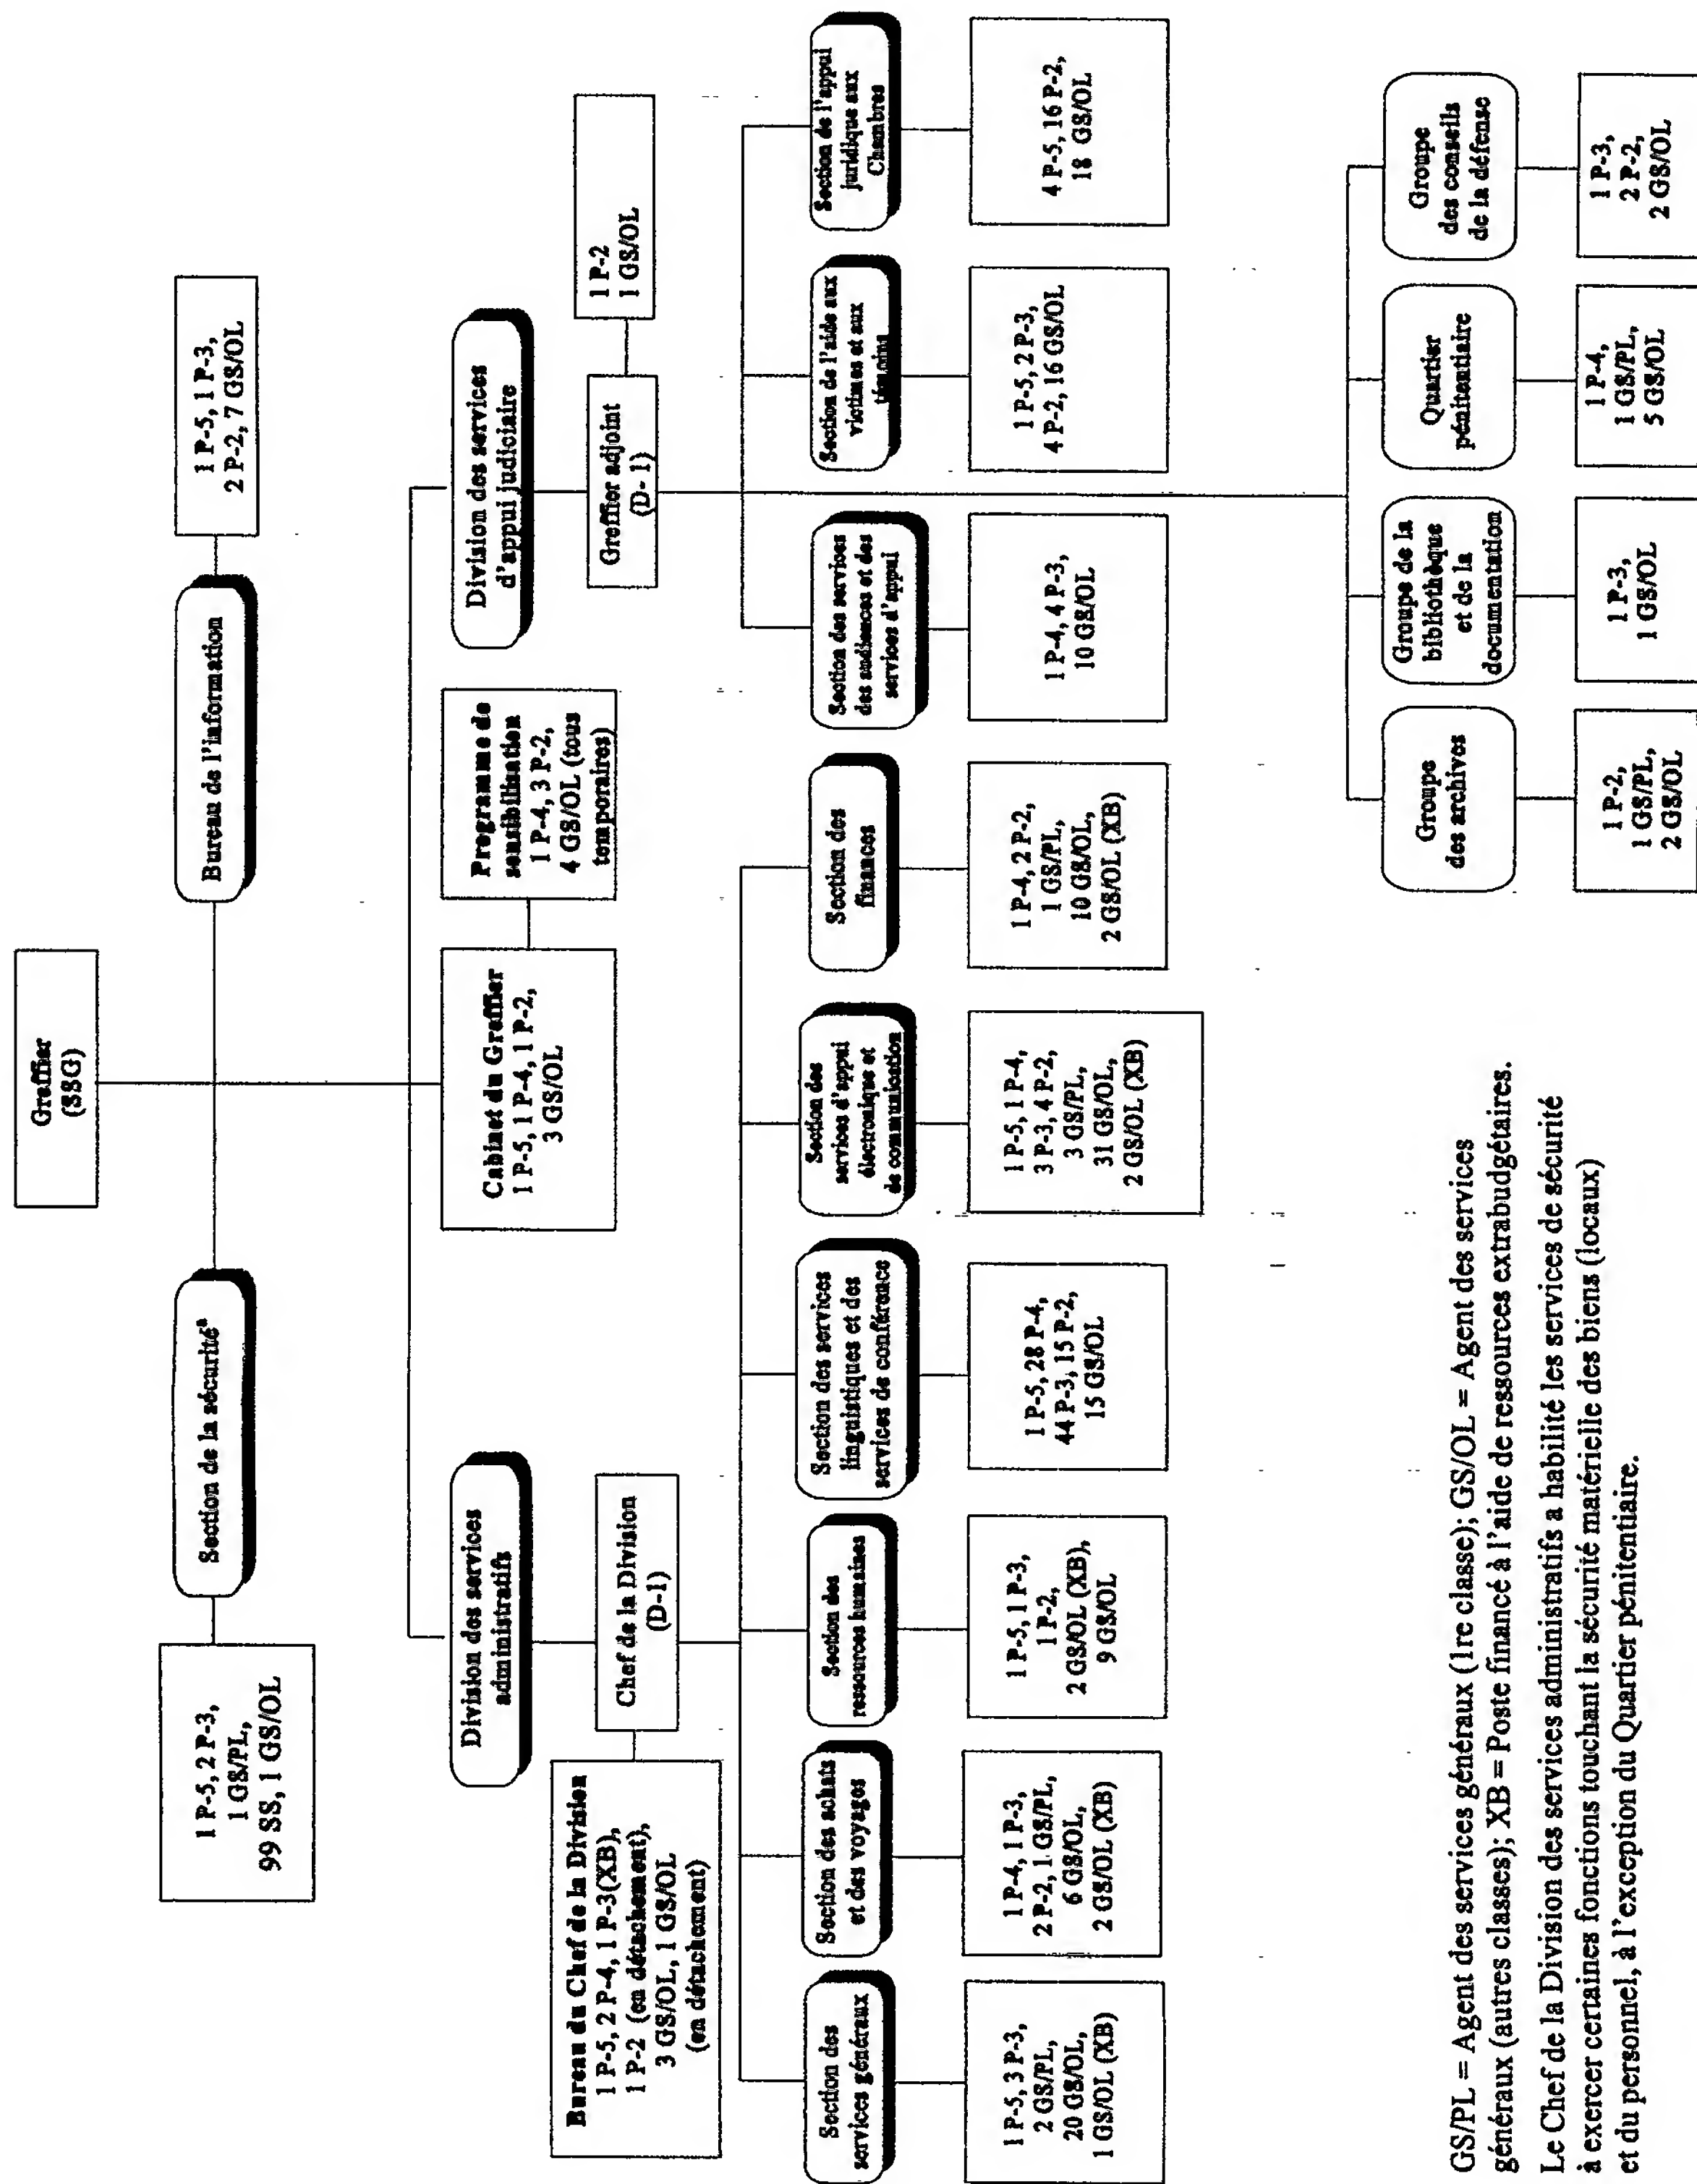 Greffier
(SSG)
Section de la sécuritéª
1 P-5, 2 P-3,
1 GS/PL,
99 SS, 1 GS/OL
Bureau de l'information
1 P-5, 1 P-3,
2 P-2, 7 GS/OL
Cabinet du Greffier
1 P-5, 1 P-4, 1 P-2,
3 GS/OL
Programme de
sensibilisation
1 P-4, 3 P-2,
4 GS/OL (tous
temporaires)
Division des services
administratifs
Chef de la Division
(D-1)
Bureau du Chef de la Division
1 P-5, 2 P-4, 1 P-3(XB),
1 P-2 (en détachement),
3 GS/OL, 1 GS/OL
(en détachement)
Division des services
d'appui judiciaire
Greffier adjoint
(D-1)
1 P-2
1 GS/OL
Section des
services généraux
1 P-5, 3 P-3,
2 GS/PL,
20 GS/OL,
1 GS/OL (XB)
Section des achats
et des voyages
1 P-4, 1 P-3,
2 P-2, 1 GS/PL,
6 GS/OL,
2 GS/OL (XB)
Section des
ressources humaines
1 P-5, 1 P-3,
1 P-2,
2 GS/OL (XB),
9 GS/OL
Section des services
linguistiques et des
services de conférence
1 P-5, 28 P-4,
44 P-3, 15 P-2,
15 GS/OL
Section des
services d'appui
électronique et
de communication
1 P-5, 1 P-4,
3 P-3, 4 P-2,
3 GS/PL,
31 GS/OL,
2 GS/OL (XB)
Section des
finances
1 P-4, 2 P-2,
1 GS/PL,
10 GS/OL,
2 GS/OL (XB)
Section des services
des audiences et des
services d'appui
1 P-4, 4 P-3,
10 GS/OL
Section de l'aide aux
victimes et aux
témoins
1 P-5, 2 P-3,
4 P-2, 16 GS/OL
Section de l'appui
juridique aux
Chambres
4 P-5, 16 P-2,
18 GS/OL
Groupe
des archives
1 P-2,
1 GS/PL,
2 GS/OL
Groupe de la
bibliothèque
et de la
documentation
1 P-3,
1 GS/OL
Quartier
pénitentiaire
1 P-4,
1 GS/PL,
5 GS/OL
Groupe
des conseils
de la défense
1 P-3,
2 P-2,
2 GS/OL
GS/PL = Agent des services généraux (1re classe); GS/OL = Agent des services
généraux (autres classes); XB = Poste financé à l'aide de ressources extrabudgétaires.
Le Chef de la Division des services administratifs a habilité les services de sécurité
à exercer certaines fonctions touchant la sécurité matérielle des biens (locaux)
et du personnel, à l'exception du Quartier pénitentiaire.